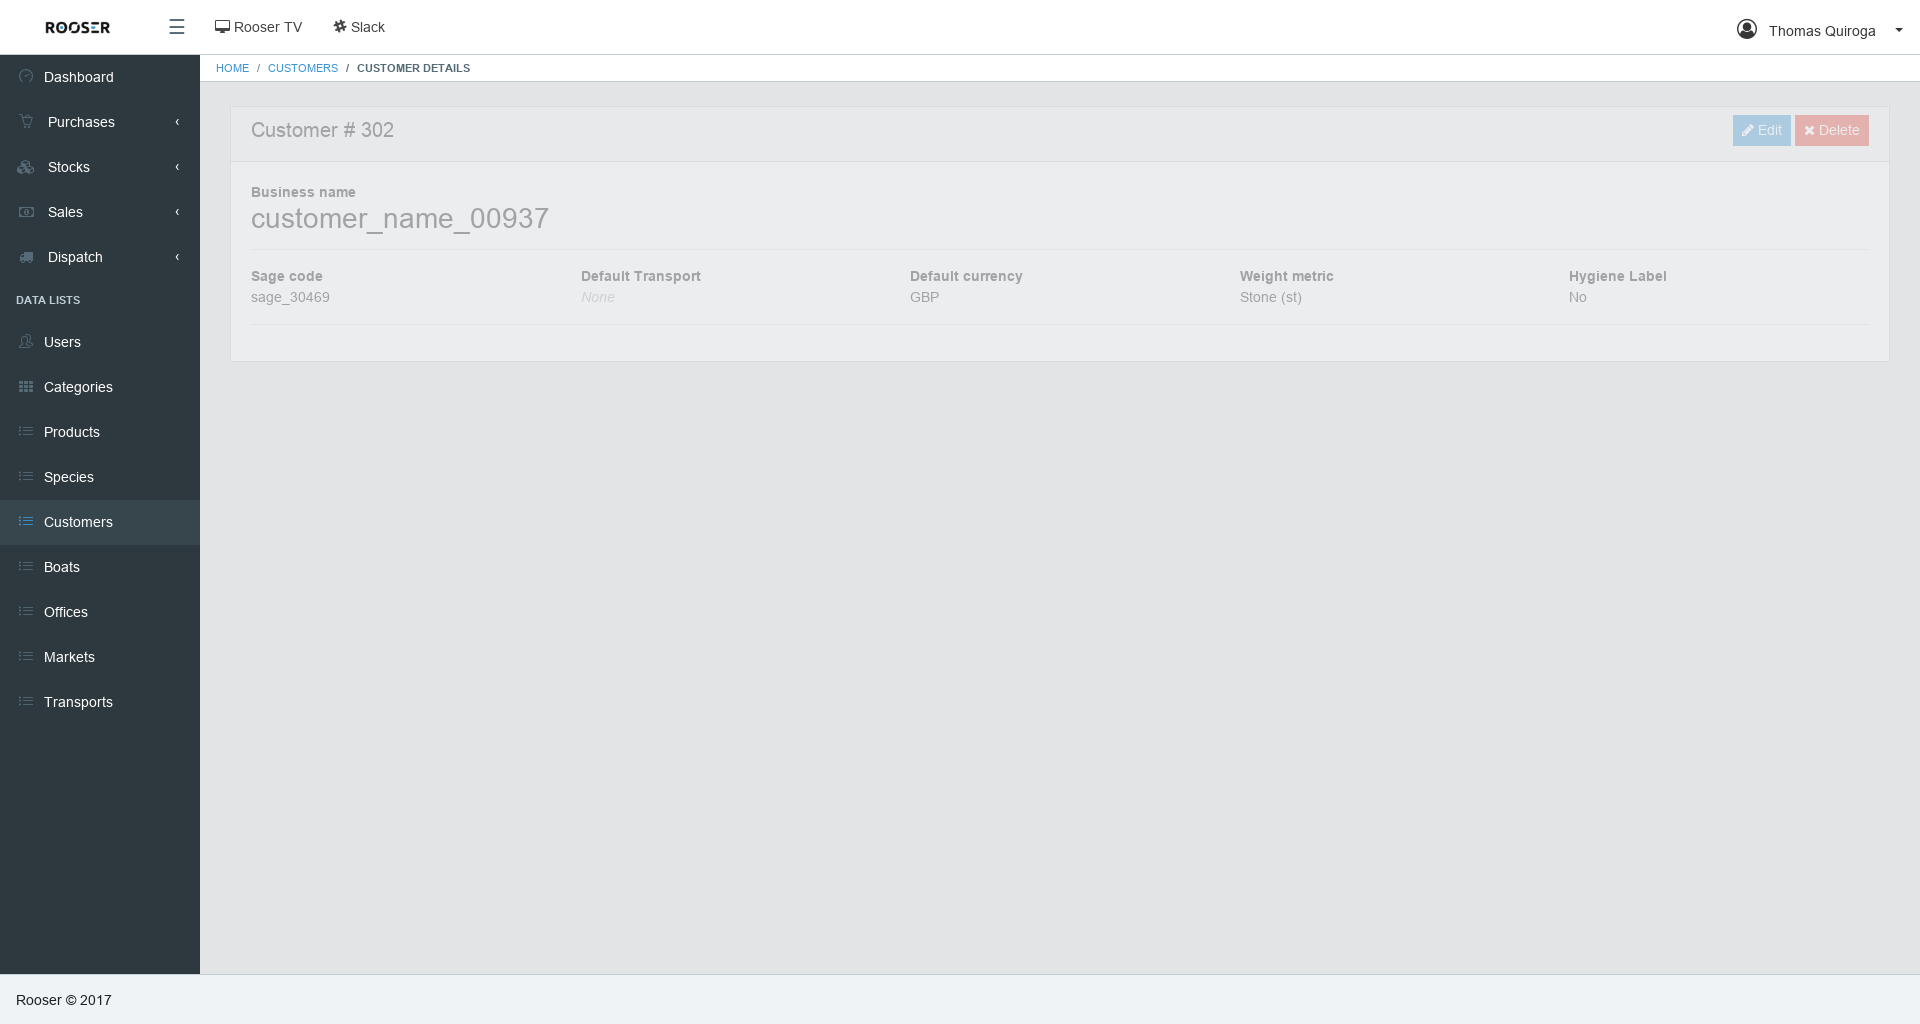 ROOSER
Rooser TV
Slack
Thomas Quiroga
HOME / CUSTOMERS / CUSTOMER DETAILS
Dashboard
Purchases
Stocks
Sales
Dispatch
DATA LISTS
Users
Categories
Products
Species
Customers
Boats
Offices
Markets
Transports
Customer # 302
Edit
Delete
Business name
customer_name_00937
Sage code
sage_30469
Default Transport
None
Default currency
GBP
Weight metric
Stone (st)
Hygiene Label
No
Rooser © 2017